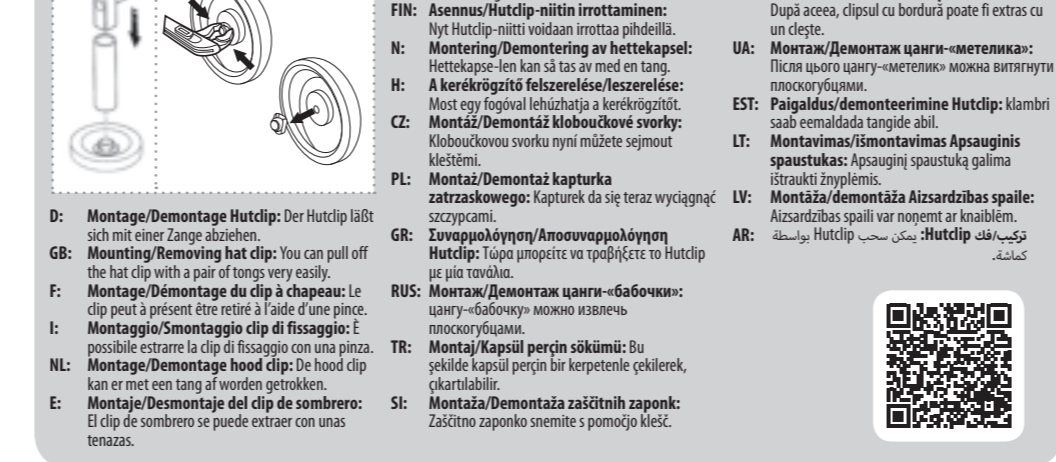 D: Montage/Demontage Hutclip: Der Hutclip läßt
sich mit einer Zange abziehen.
GB: Mounting/Removing hat clip: You can pull off
the hat clip with a pair of tongs very easily.
F: Montage/Démontage du clip à chapeau: Le
clip peut à présent être retiré à l'aide d'une pince.
I: Montaggio/Smontaggio clip di fissaggio: È
possibile estrarre la clip di fissaggio con una pinza.
NL: Montage/Demontage hood clip: De hood clip
kan er met een tang af worden getrokken.
E: Montaje/Desmontaje del clip de sombrero:
El clip de sombrero se puede extraer con unas
tenazas.
FIN: Asennus/Hutclip-niitin irrottaminen:
Nyt Hutclip-niitti voidaan irrottaa pihdeillä.
N: Montering/Demontering av hettekapsel:
Hettekapse-len kan så tas av med en tang.
H: A kerékrögzítő felszerelése/leszerelése:
Most egy fogóval lehúzhatja a kerékrögzítőt.
CZ: Montáž/Demontáž kloboučkové svorky:
Kloboučkovou svorku nyní můžete sejmout
kleštěmi.
PL: Montaż/Demontaż kapturka
zatrzaskowego: Kapturek da się teraz wyciągnąć
szczypcami.
GR: Συναρμολόγηση/Αποσυναρμολόγηση
Hutclip: Τώρα μπορείτε να τραβήξετε το Hutclip
με μία τανάλια.
RUS: Монтаж/Демонтаж цанги-«бабочки»:
цангу-«бабочку» можно извлечь
плоскогубцами.
TR: Montaj/Kapsül perçin sökümü: Bu
şekilde kapsül perçin bir kerpetenle çekilerek,
çıkartılabilir.
SI: Montaža/Demontaža zaščitnih zaponk:
Zaščitno zaponko snemite s pomočjo klešč.
După aceea, clipsul cu bordură poate fi extras cu
un clește.
UA: Монтаж/Демонтаж цанги-«метелика»:
Після цього цангу-«метелик» можна витягнути
плоскогубцями.
EST: Paigaldus/demonteerimine Hutclip: klambri
saab eemaldada tangide abil.
LT: Montavimas/išmontavimas Apsauginis
spaustukas: Apsauginį spaustuką galima
ištraukti žnyplėmis.
LV: Montāža/demontāža Aizsardzības spaile:
Aizsardzības spaili var noņemt ar knaiblēm.
AR: تركيب/فك Hutclip: يمكن سحب Hutclip بواسطة
كماشة.